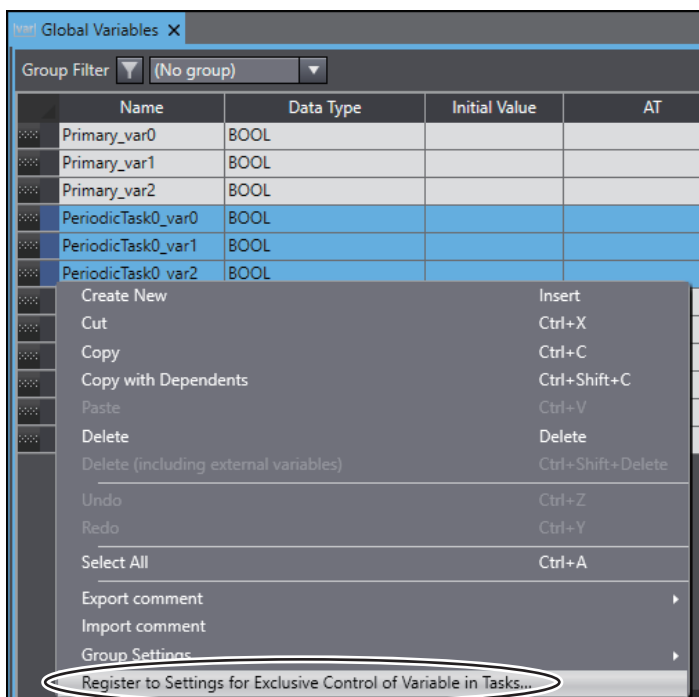 var Global Variables X
Group Filter (No group)
Name Data Type Initial Value AT
Primary_var0 BOOL
Primary_var1 BOOL
Primary_var2 BOOL
PeriodicTask0_var0 BOOL
PeriodicTask0_var1 BOOL
PeriodicTask0_var2 BOOL
Create New Insert
Cut Ctrl+X
Copy Ctrl+C
Copy with Dependents Ctrl+Shift+C
Paste Ctrl+V
Delete Delete
Delete (including external variables) Ctrl+Shift+Delete
Undo Ctrl+Z
Redo Ctrl+Y
Select All Ctrl+A
Export comment
Import comment
Group Settings
Register to Settings for Exclusive Control of Variable in Tasks...